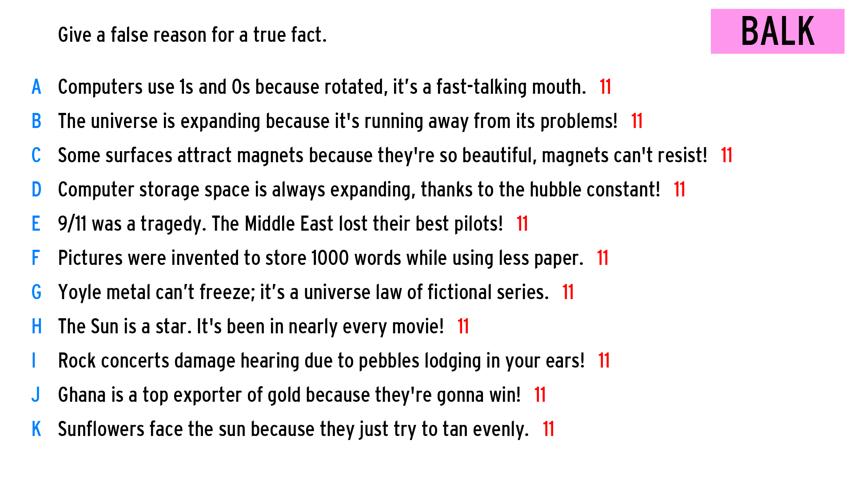 Give a false reason for a true fact.
BALK
A Computers use 1s and 0s because rotated, it's a fast-talking mouth. 11
B The universe is expanding because it's running away from its problems! 11
C Some surfaces attract magnets because they're so beautiful, magnets can't resist! 11
D Computer storage space is always expanding, thanks to the hubble constant! 11
E 9/11 was a tragedy. The Middle East lost their best pilots! 11
F Pictures were invented to store 1000 words while using less paper. 11
G Yoyle metal can't freeze; it's a universe law of fictional series. 11
H The Sun is a star. It's been in nearly every movie! 11
I Rock concerts damage hearing due to pebbles lodging in your ears! 11
J Ghana is a top exporter of gold because they're gonna win! 11
K Sunflowers face the sun because they just try to tan evenly. 11